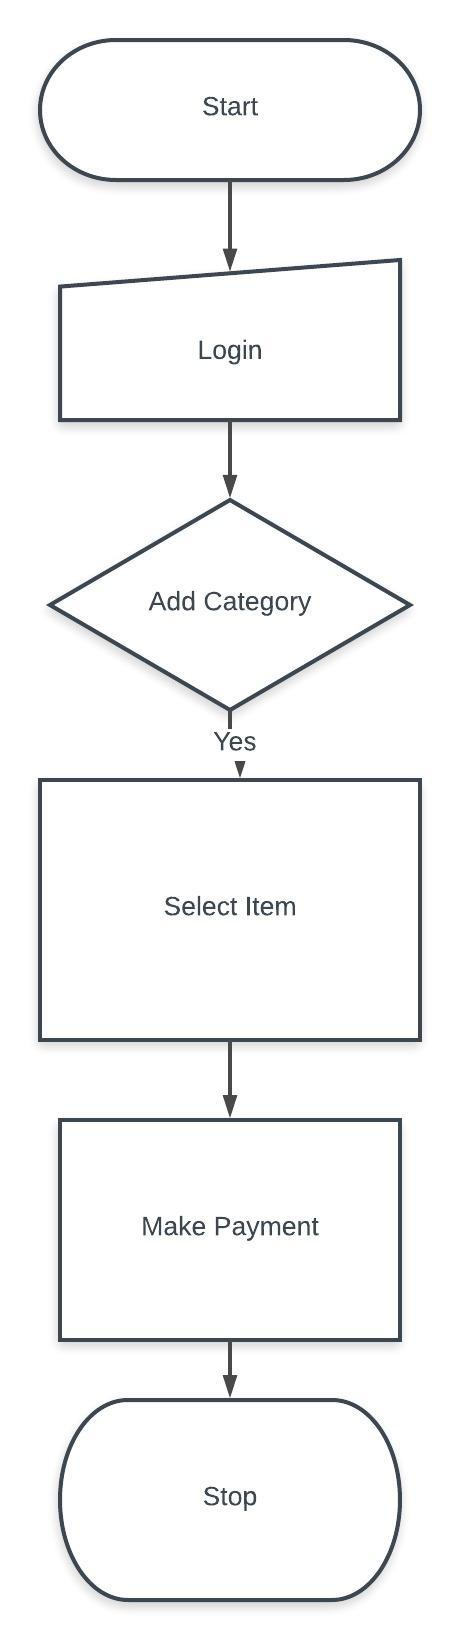 Start
Login
Add Category
Yes
Select Item
Make Payment
Stop